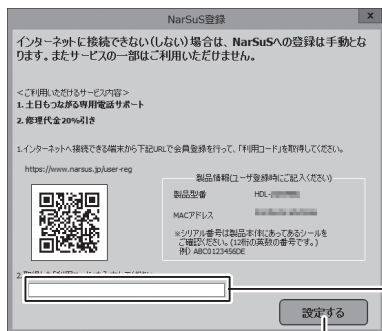 NarSuS登録
x
インターネットに接続できない(しない)場合は、NarSuSへの登録は手動とな
ります。またサービスの一部はご利用いただけません。
<ご利用いただけるサービス内容>
1. 土日もつながる専用電話サポート
2. 修理代金20%引き
1.インターネットへ接続できる端末から下記URLで会員登録を行って、「利用コード」を取得してください。
https://www.narsus.jp/user-reg
製品情報(ユーザ登録時にご記入ください)
製品型番 HDL-
MACアドレス
※シリアル番号は製品本体にあってあるシールを
ご確認ください。(12桁の英数の番号です。)
例) ABC0123456DE
設定する